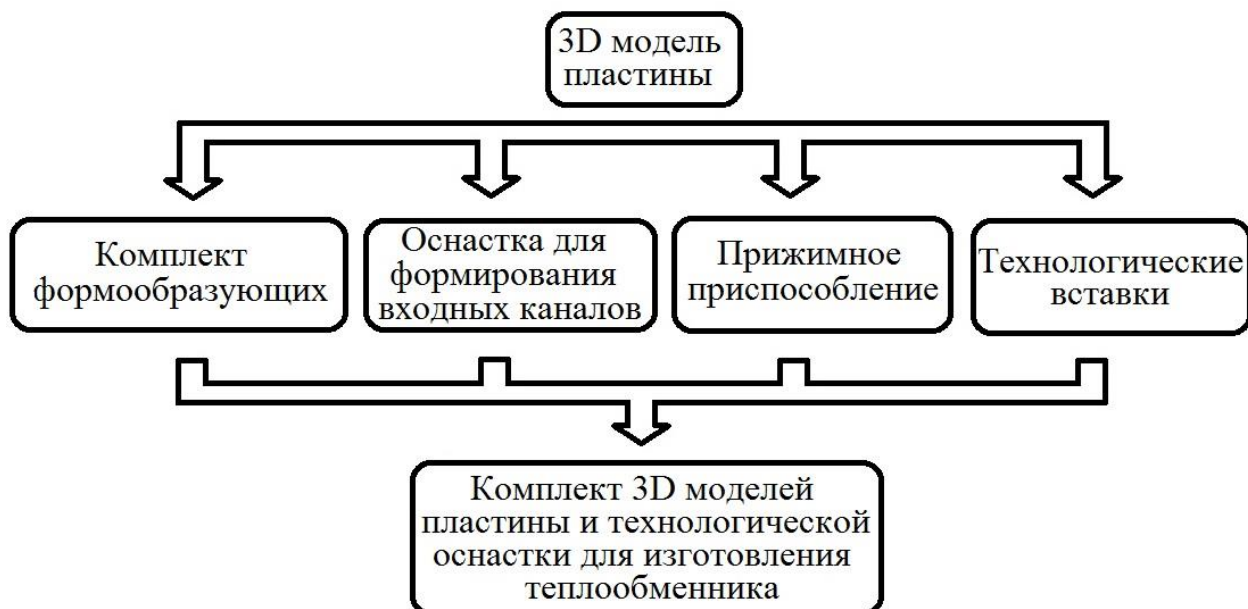 3D модель
пластины
Комплект
формообразующих
Оснастка для
формирования
входных каналов
Прижимное
приспособление
Технологические
вставки
Комплект 3D моделей
пластины и технологической
оснастки для изготовления
теплообменника